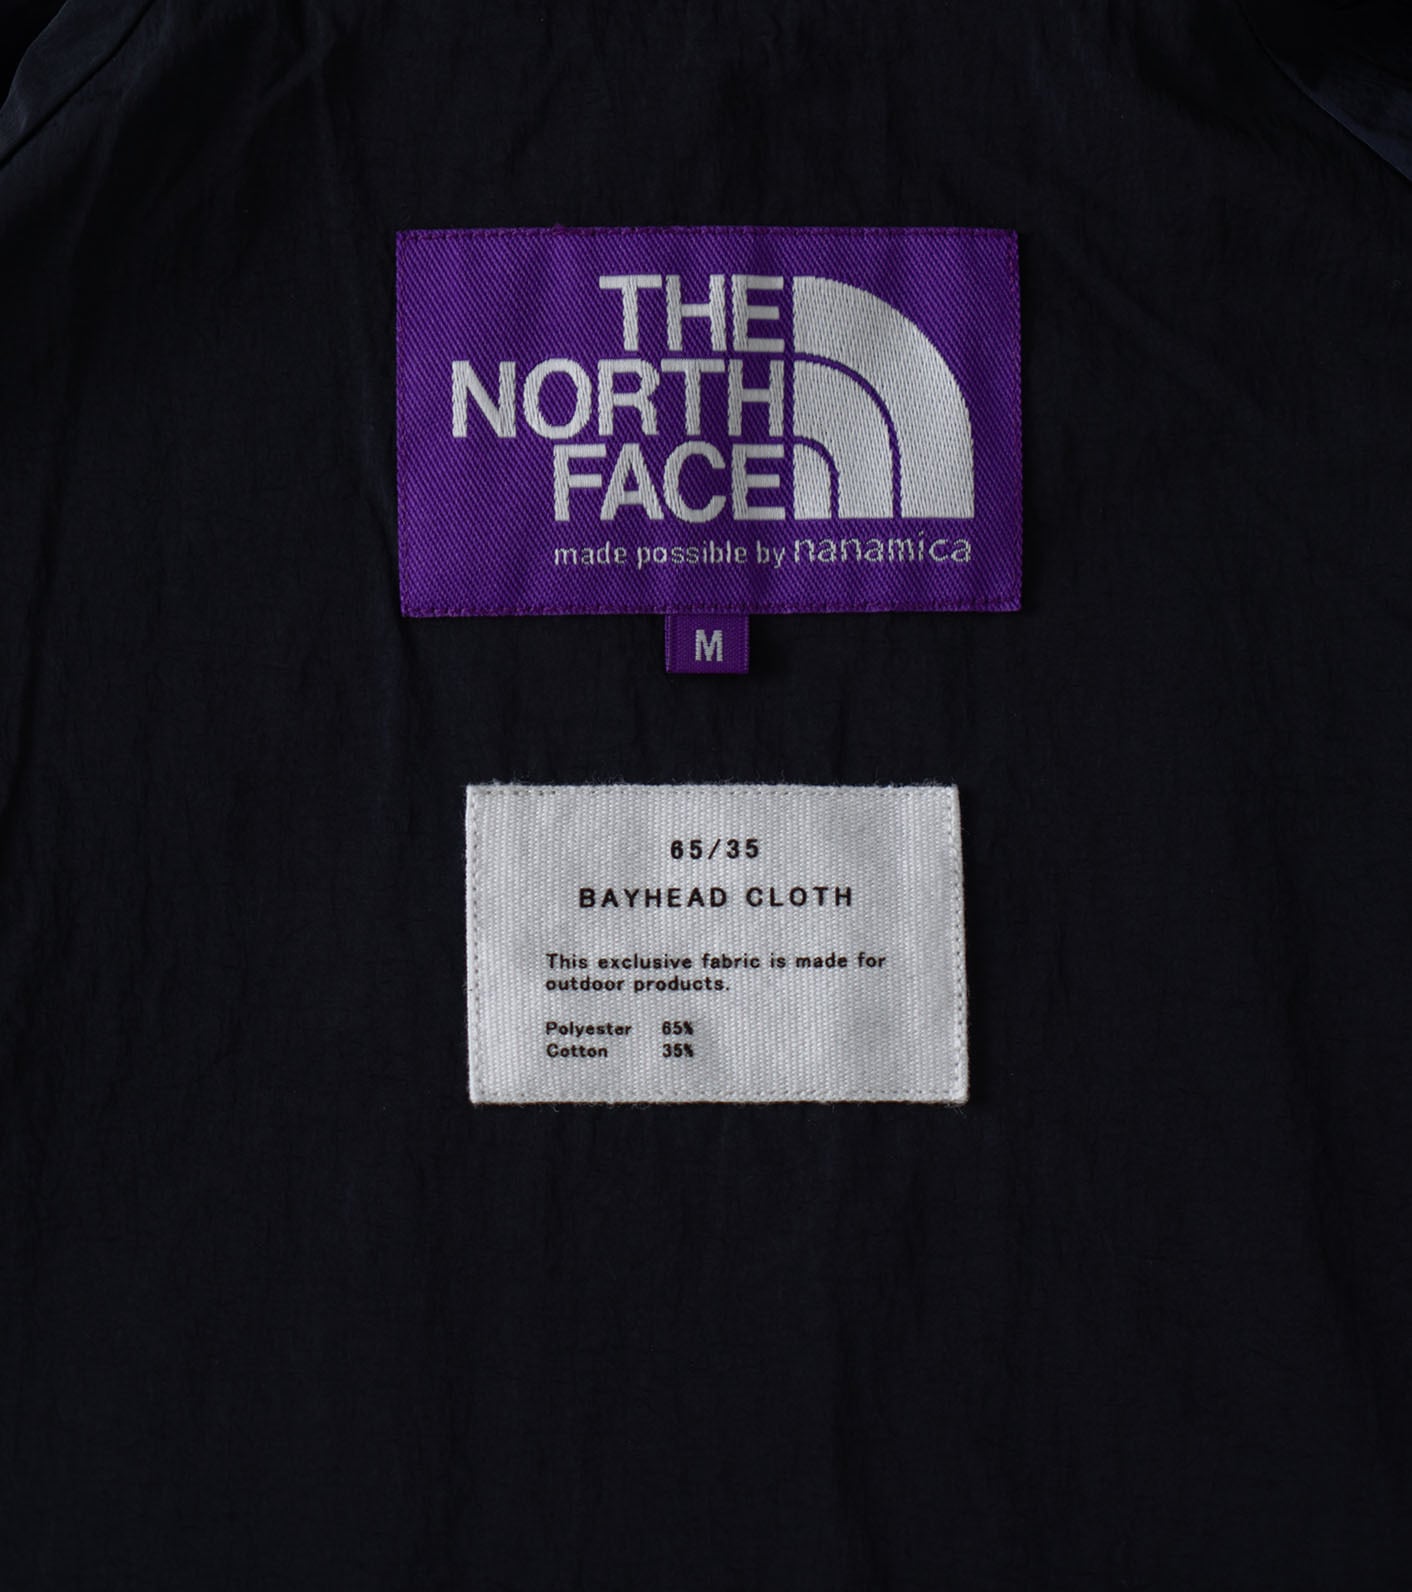 THE
NORTH
FACE
made possible by nanamica
M
65/35
BAYHEAD CLOTH
This exclusive fabric is made for
outdoor products.
Polyester 65%
Cotton 35%